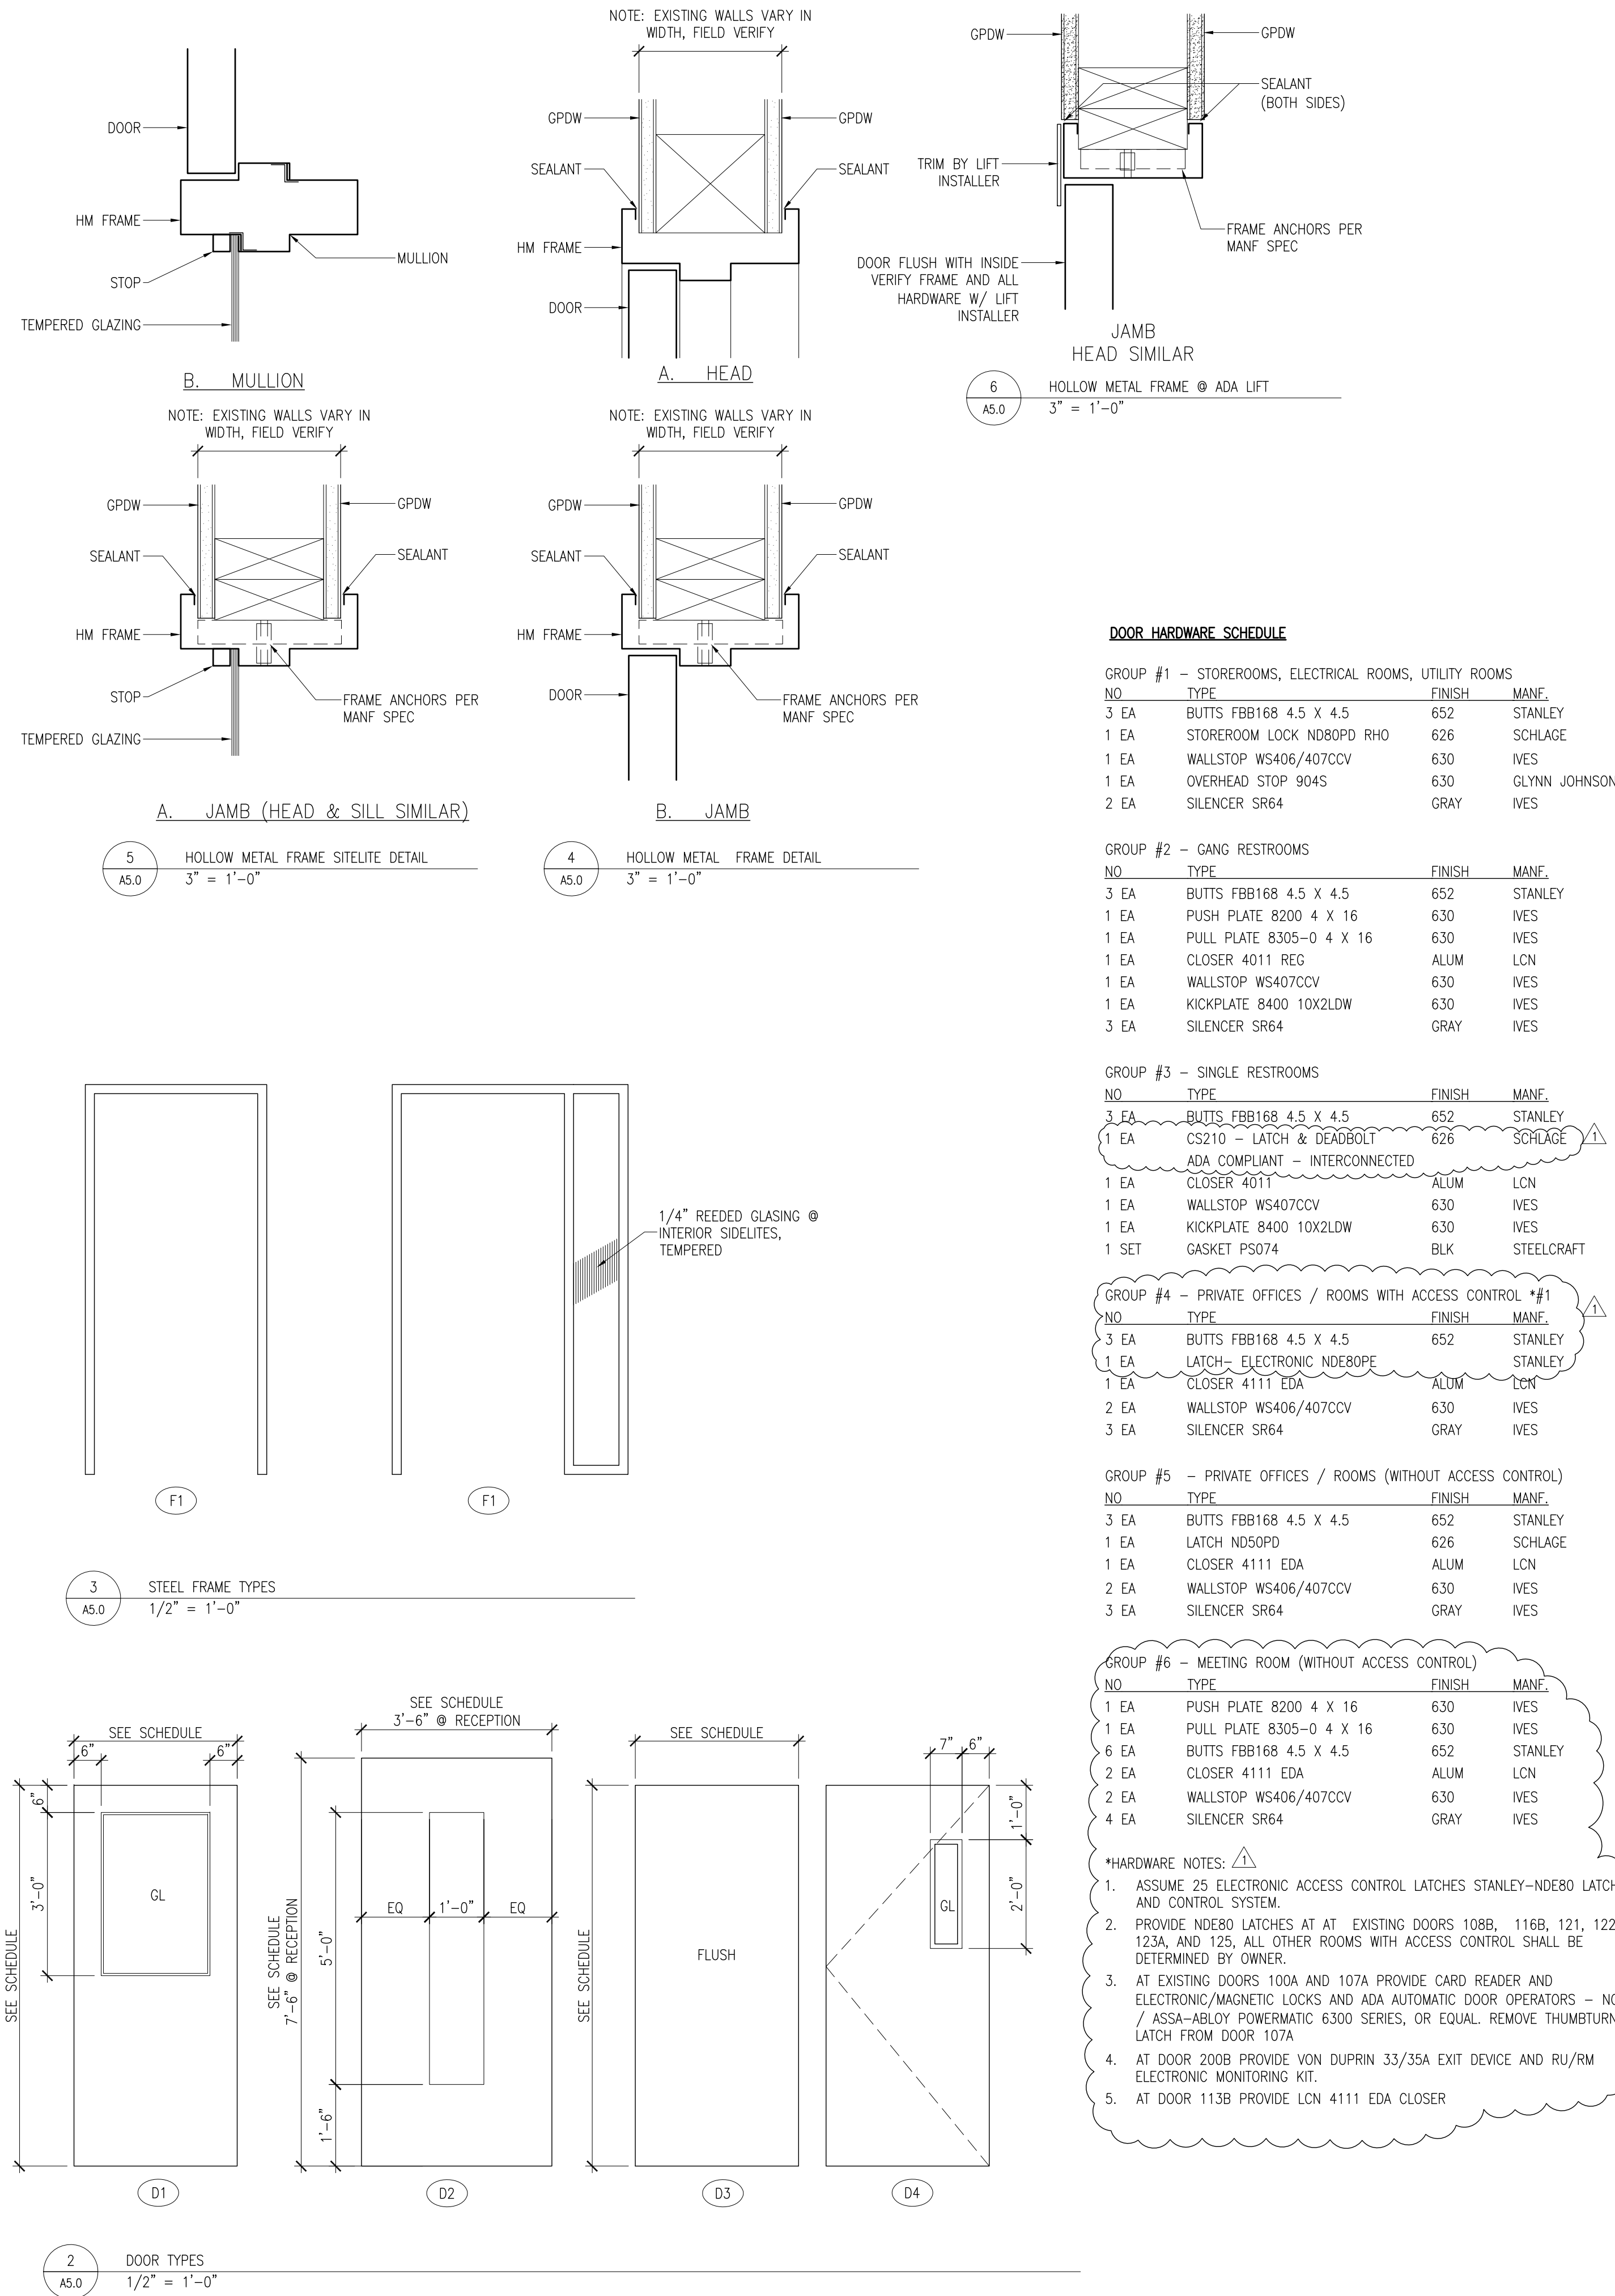 DOOR
HM FRAME
STOP
TEMPERED GLAZING
MULLION
B. MULLION
NOTE: EXISTING WALLS VARY IN
WIDTH, FIELD VERIFY
GPDW
GPDW
SEALANT
SEALANT
HM FRAME
DOOR
A. HEAD
GPDW
GPDW
SEALANT
(BOTH SIDES)
TRIM BY LIFT
INSTALLER
FRAME ANCHORS PER
MANF SPEC
DOOR FLUSH WITH INSIDE
VERIFY FRAME AND ALL
HARDWARE W/ LIFT
INSTALLER
JAMB
HEAD SIMILAR
6
A5.0
HOLLOW METAL FRAME @ ADA LIFT
3" = 1'-0"
NOTE: EXISTING WALLS VARY IN
WIDTH, FIELD VERIFY
GPDW
GPDW
SEALANT
SEALANT
HM FRAME
STOP
FRAME ANCHORS PER
MANF SPEC
TEMPERED GLAZING
A. JAMB (HEAD & SILL SIMILAR)
5
A5.0
HOLLOW METAL FRAME SITELITE DETAIL
3" = 1'-0"
NOTE: EXISTING WALLS VARY IN
WIDTH, FIELD VERIFY
GPDW
GPDW
SEALANT
SEALANT
HM FRAME
DOOR
FRAME ANCHORS PER
MANF SPEC
B. JAMB
4
A5.0
HOLLOW METAL FRAME DETAIL
3" = 1'-0"
1/4" REEDED GLASING @
INTERIOR SIDELITES,
TEMPERED
F1
F1
3
A5.0
STEEL FRAME TYPES
1/2" = 1'-0"
SEE SCHEDULE
6"
6"
6"
3'-0"
SEE SCHEDULE
GL
D1
SEE SCHEDULE
3'-6" @ RECEPTION
SEE SCHEDULE
7'-6" @ RECEPTION
5'-0"
1'-6"
EQ
1'-0"
EQ
D2
SEE SCHEDULE
SEE SCHEDULE
FLUSH
D3
7"
6"
1'-0"
2'-0"
GL
D4
2
A5.0
DOOR TYPES
1/2" = 1'-0"
DOOR HARDWARE SCHEDULE
GROUP #1 - STOREROOMS, ELECTRICAL ROOMS, UTILITY ROOMS
NO TYPE FINISH MANF.
3 EA BUTTS FBB168 4.5 X 4.5 652 STANLEY
1 EA STOREROOM LOCK ND80PD RHO 626 SCHLAGE
1 EA WALLSTOP WS406/407CCV 630 IVES
1 EA OVERHEAD STOP 904S 630 GLYNN JOHNSON
2 EA SILENCER SR64 GRAY IVES
GROUP #2 - GANG RESTROOMS
NO TYPE FINISH MANF.
3 EA BUTTS FBB168 4.5 X 4.5 652 STANLEY
1 EA PUSH PLATE 8200 4 X 16 630 IVES
1 EA PULL PLATE 8305-0 4 X 16 630 IVES
1 EA CLOSER 4011 REG ALUM LCN
1 EA WALLSTOP WS407CCV 630 IVES
1 EA KICKPLATE 8400 10X2LDW 630 IVES
3 EA SILENCER SR64 GRAY IVES
GROUP #3 - SINGLE RESTROOMS
NO TYPE FINISH MANF.
3 EA BUTTS FBB168 4.5 X 4.5 652 STANLEY
1 EA CS210 - LATCH & DEADBOLT 626 SCHLAGE 1
ADA COMPLIANT - INTERCONNECTED
1 EA CLOSER 4011 ALUM LCN
1 EA WALLSTOP WS407CCV 630 IVES
1 EA KICKPLATE 8400 10X2LDW 630 IVES
1 SET GASKET PS074 BLK STEELCRAFT
GROUP #4 - PRIVATE OFFICES / ROOMS WITH ACCESS CONTROL *#1
1
NO TYPE FINISH MANF.
3 EA BUTTS FBB168 4.5 X 4.5 652 STANLEY
1 EA LATCH- ELECTRONIC NDE80PE STANLEY
1 EA CLOSER 4111 EDA ALUM LCN
2 EA WALLSTOP WS406/407CCV 630 IVES
3 EA SILENCER SR64 GRAY IVES
GROUP #5 - PRIVATE OFFICES / ROOMS (WITHOUT ACCESS CONTROL)
NO TYPE FINISH MANF.
3 EA BUTTS FBB168 4.5 X 4.5 652 STANLEY
1 EA LATCH ND50PD 626 SCHLAGE
1 EA CLOSER 4111 EDA ALUM LCN
2 EA WALLSTOP WS406/407CCV 630 IVES
3 EA SILENCER SR64 GRAY IVES
GROUP #6 - MEETING ROOM (WITHOUT ACCESS CONTROL)
NO TYPE FINISH MANF.
1 EA PUSH PLATE 8200 4 X 16 630 IVES
1 EA PULL PLATE 8305-0 4 X 16 630 IVES
6 EA BUTTS FBB168 4.5 X 4.5 652 STANLEY
2 EA CLOSER 4111 EDA ALUM LCN
2 EA WALLSTOP WS406/407CCV 630 IVES
4 EA SILENCER SR64 GRAY IVES
*HARDWARE NOTES: 1
1. ASSUME 25 ELECTRONIC ACCESS CONTROL LATCHES STANLEY-NDE80 LATCH
AND CONTROL SYSTEM.
2. PROVIDE NDE80 LATCHES AT AT EXISTING DOORS 108B, 116B, 121, 122
123A, AND 125, ALL OTHER ROOMS WITH ACCESS CONTROL SHALL BE
DETERMINED BY OWNER.
3. AT EXISTING DOORS 100A AND 107A PROVIDE CARD READER AND
ELECTRONIC/MAGNETIC LOCKS AND ADA AUTOMATIC DOOR OPERATORS -
/ ASSA-ABLOY POWERMATIC 6300 SERIES, OR EQUAL. REMOVE THUMBTURN
LATCH FROM DOOR 107A
4. AT DOOR 200B PROVIDE VON DUPRIN 33/35A EXIT DEVICE AND RU/RM
ELECTRONIC MONITORING KIT.
5. AT DOOR 113B PROVIDE LCN 4111 EDA CLOSER